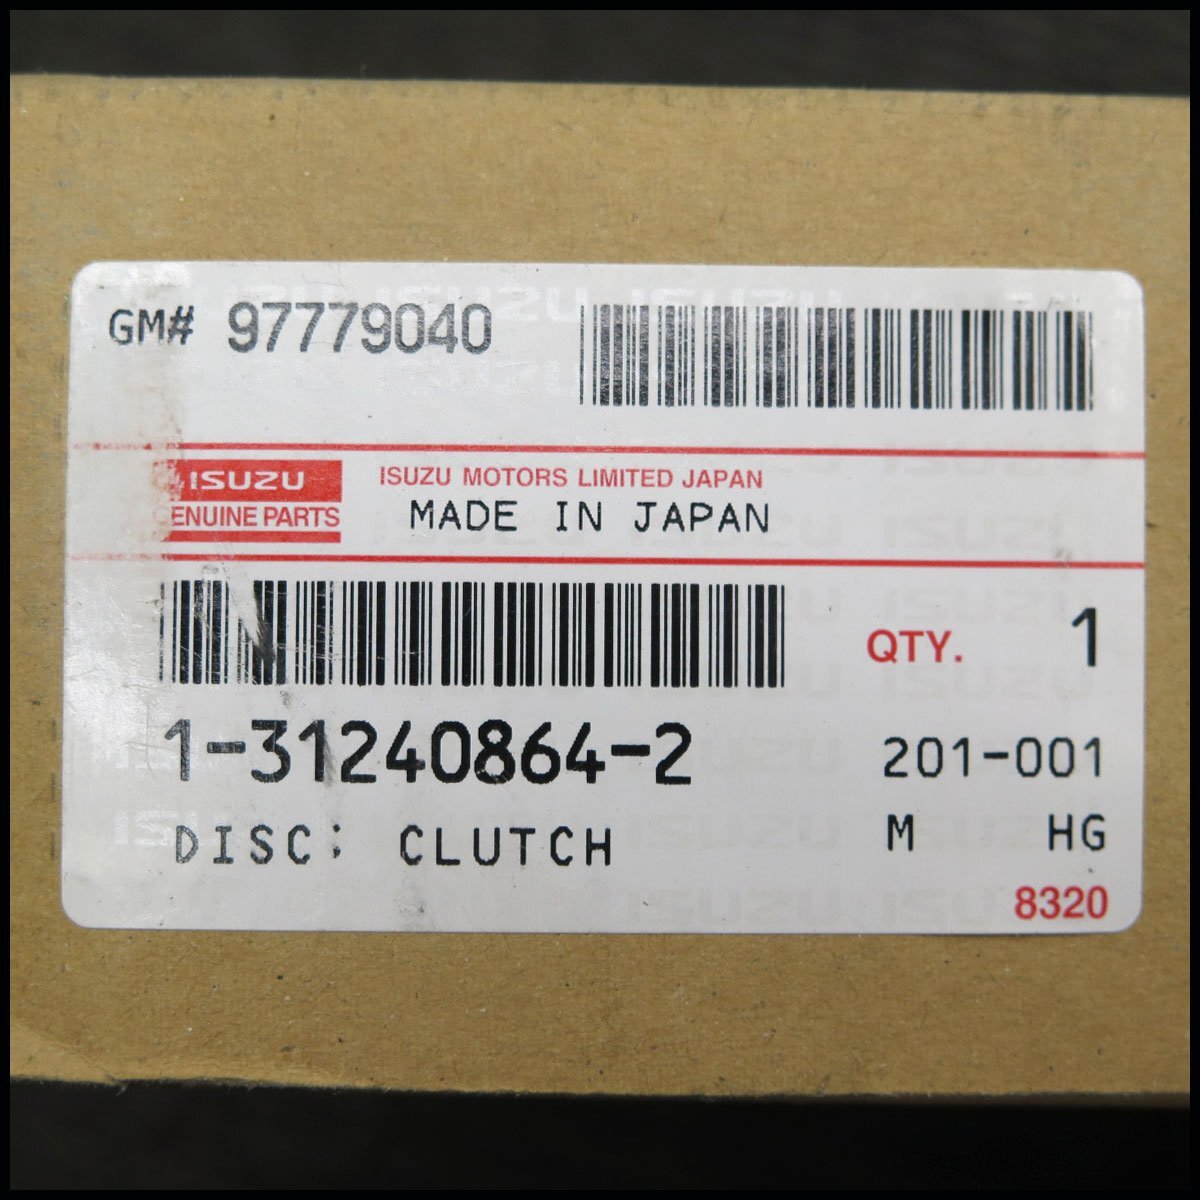 GM# 97779040
ISUZU
ENUINE PARTS
ISUZU MOTORS LIMITED JAPAN
MADE IN JAPAN
QTY. 1
1-31240864-2
201-001
DISC; CLUTCH
M HG
8320